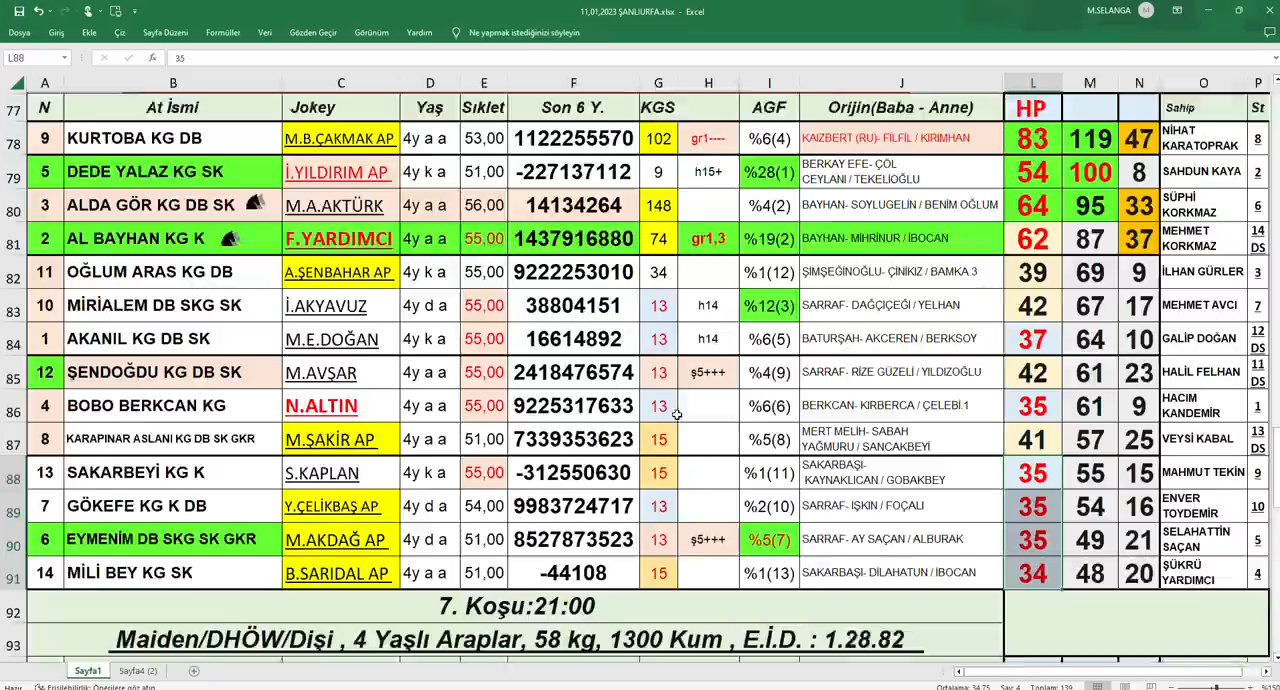 11,01,2023 ŞANLIURFA.xlsx - Excel
M.SELANGA M
Dosya Giriş Ekle Çiz Sayfa Düzeni Formüller Veri Gözden Geçir Görünüm Yardım Ne yapmak istediğinizi söyleyin
L88 fx 35
A B C D E F G H I J L M N O P
77 N At İsmi Jokey Yaş Sıklet Son 6 Y. KGS AGF Orijin(Baba - Anne) HP Sahip St
78 9 KURTOBA KG DB M.B.ÇAKMAK AP 4y a a 53,00 1122255570 102 gr1---- %6(4) KAIZBERT (RU)- FİLFİL / KIRIMHAN 83 119 47 NİHAT KARATOPRAK 8
79 5 DEDE YALAZ KG SK İ.YILDIRIM AP 4y k a 51,00 -227137112 9 h15+ %28(1) BERKAY EFE- ÇÖL CEYLANI / TEKELİOĞLU 54 100 8 SAHDUN KAYA 2
80 3 ALDA GÖR KG DB SK M.A.AKTÜRK 4y a a 56,00 14134264 148 %4(2) BAYHAN- SOYLUGELİN / BENİM OĞLUM 64 95 33 SÜPHİ KORKMAZ 6
81 2 AL BAYHAN KG K F.YARDIMCI 4y a a 55,00 1437916880 74 gr1,3 %19(2) BAYHAN- MİHRİNUR / İBOCAN 62 87 37 MEHMET KORKMAZ 14 DS
82 11 OĞLUM ARAS KG DB A.ŞENBAHAR AP 4y k a 55,00 9222253010 34 %1(12) ŞİMŞEĞİNOĞLU- ÇİNİKIZ / BAMKA.3 39 69 9 İLHAN GÜRLER 3
83 10 MİRİALEM DB SKG SK İ.AKYAVUZ 4y d a 55,00 38804151 13 h14 %12(3) SARRAF- DAĞÇİÇEĞİ / YELHAN 42 67 17 MEHMET AVCI 7
84 1 AKANIL KG DB SK M.E.DOĞAN 4y d a 55,00 16614892 13 h14 %6(5) BATURŞAH- AKCEREN / BERKSOY 37 64 10 GALİP DOĞAN 12 DS
85 12 ŞENDOĞDU KG DB SK M.AVŞAR 4y a a 55,00 2418476574 13 ş5+++ %4(9) SARRAF- RİZE GÜZELİ / YILDIZOĞLU 42 61 23 HALİL FELHAN 11 DS
86 4 BOBO BERKCAN KG N.ALTIN 4y a a 55,00 9225317633 13 %6(6) BERKCAN- KIRBERCA / ÇELEBİ.1 35 61 9 HACIM KANDEMİR 1
87 8 KARAPINAR ASLANI KG DB SK GKR M.ŞAKİR AP 4y a a 51,00 7339353623 15 %5(8) MERT MELİH- SABAH YAĞMURU / SANCAKBEYİ 41 57 25 VEYSİ KABAL 13 DS
88 13 SAKARBEYİ KG K S.KAPLAN 4y k a 55,00 -312550630 15 %1(11) SAKARBAŞI- KAYNAKLICAN / GOBAKBEY 35 55 15 MAHMUT TEKİN 9
89 7 GÖKEFE KG K DB Y.ÇELİKBAŞ AP 4y d a 54,00 9983724717 13 %2(10) SARRAF- IŞKIN / FOÇALI 35 54 16 ENVER TOYDEMİR 10
90 6 EYMENİM DB SKG SK GKR M.AKDAĞ AP 4y d a 51,00 8527873523 13 ş5+++ %5(7) SARRAF- AY SAÇAN / ALBURAK 35 49 21 SELAHATTİN SAÇAN 5
91 14 MİLİ BEY KG SK B.SARIDAL AP 4y a a 51,00 -44108 15 %1(13) SAKARBAŞI- DİLAHATUN / İBOCAN 34 48 20 ŞÜKRÜ YARDIMCI 4
92 7. Koşu:21:00
93 Maiden/DHÖW/Dişi , 4 Yaşlı Araplar, 58 kg, 1300 Kum , E.İ.D. : 1.28.82
Sayfa1 Sayfa4 (2)
Hazır Erişilebilirlik: Önerilere göz atın Ortalama: 34,75 Say: 4 Toplam: 139 %150